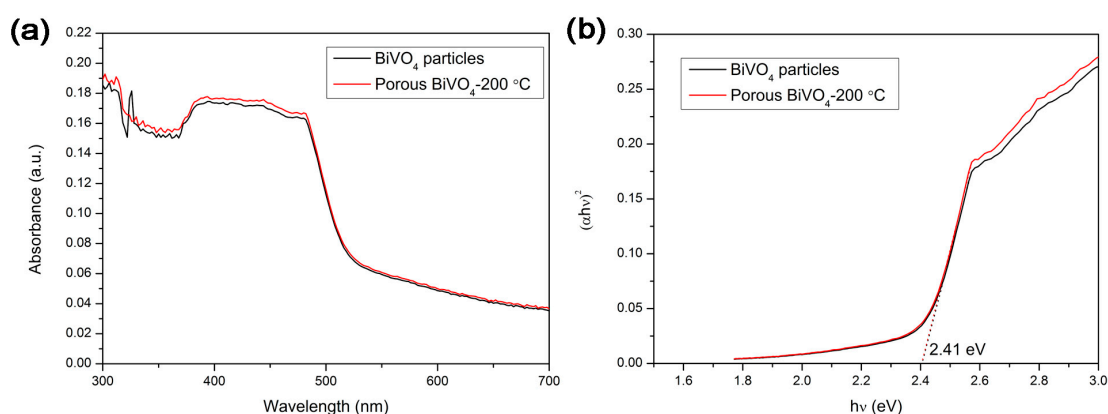 (a)
0.22
0.20
0.18
0.16
0.14
0.12
0.10
0.08
0.06
0.04
0.02
0.00
Absorbance (a.u.)
BiVO₄ particles
Porous BiVO₄-200 °C
300
400
500
600
700
Wavelength (nm)
(b)
0.30
0.25
0.20
0.15
0.10
0.05
0.00
(αhν)²
BiVO₄ particles
Porous BiVO₄-200 °C
2.41 eV
1.6
1.8
2.0
2.2
2.4
2.6
2.8
3.0
hν (eV)